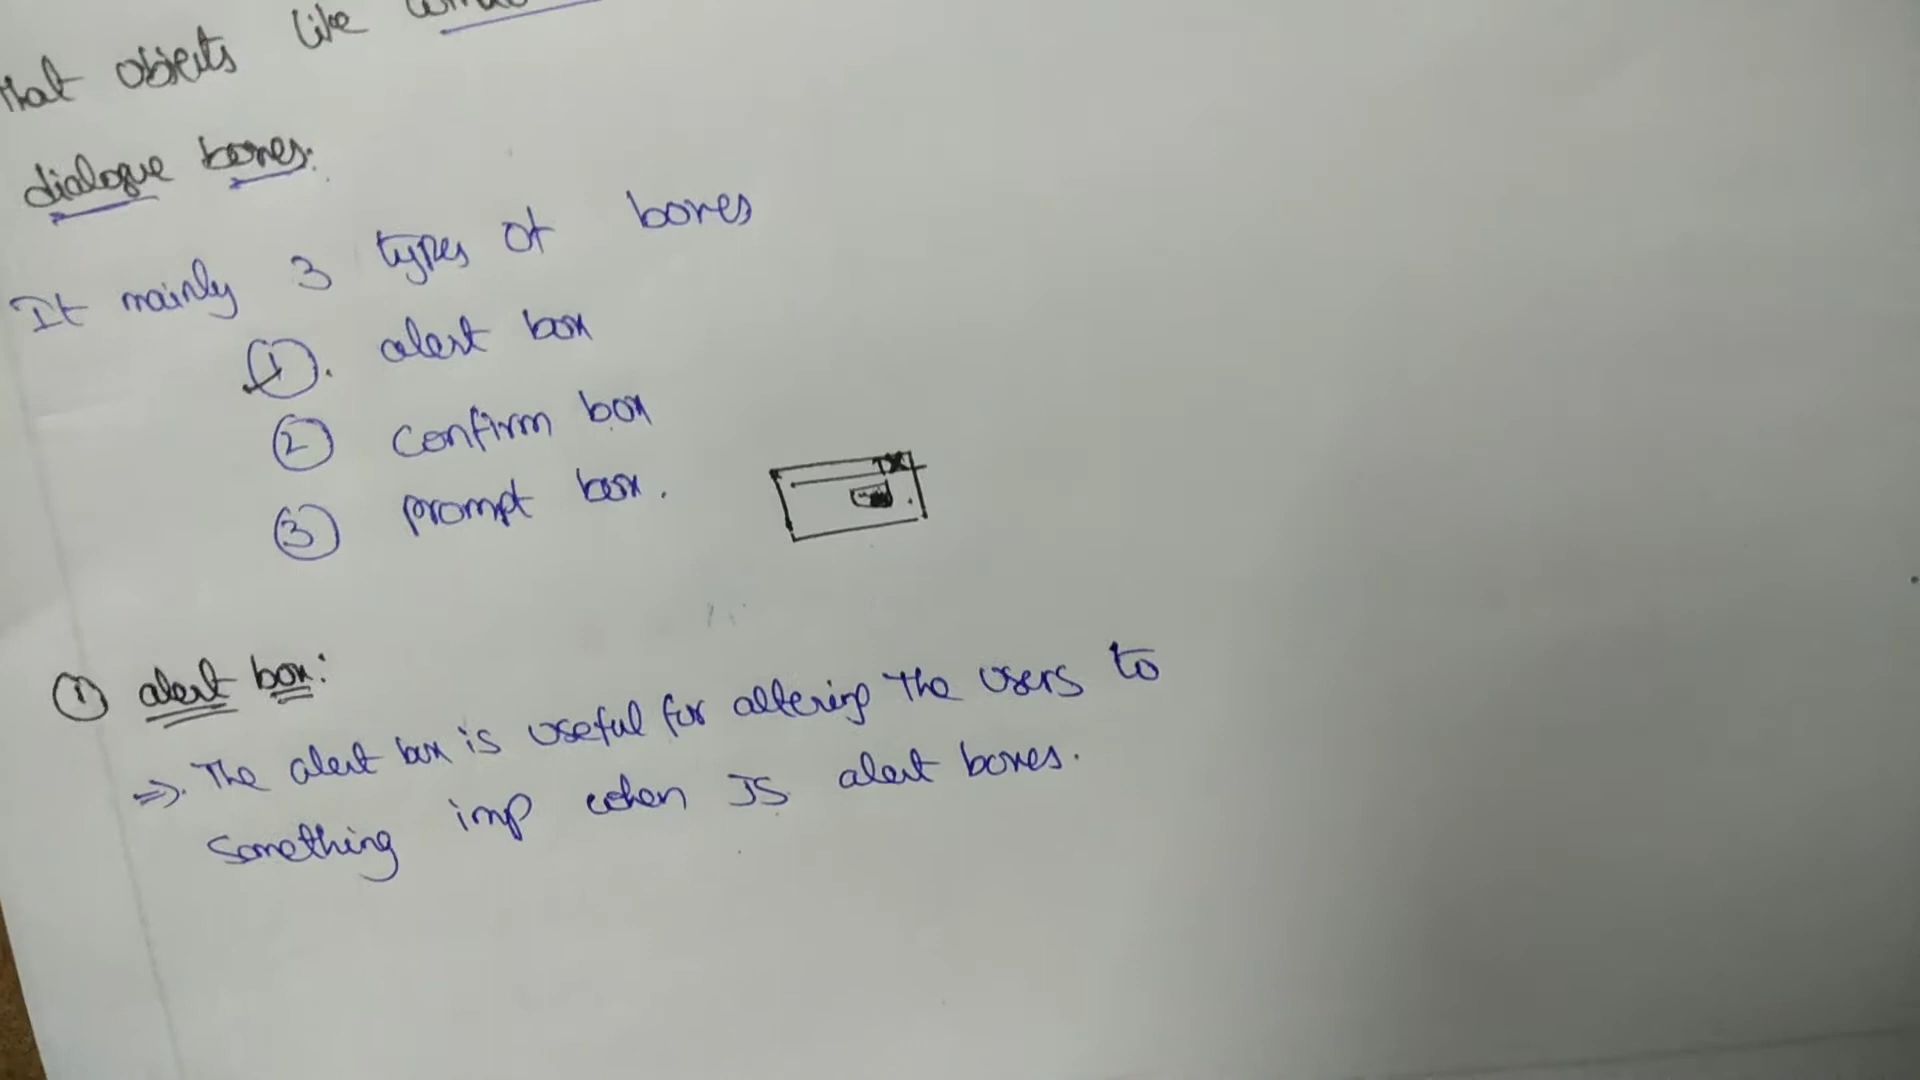 that objects like
dialogue boxes.
It mainly 3 types of boxes
1. alert box
2 confirm box
3 prompt box.
1 alert box:
⇒. The alert box is useful for altering the users to
something imp when JS alert boxes.